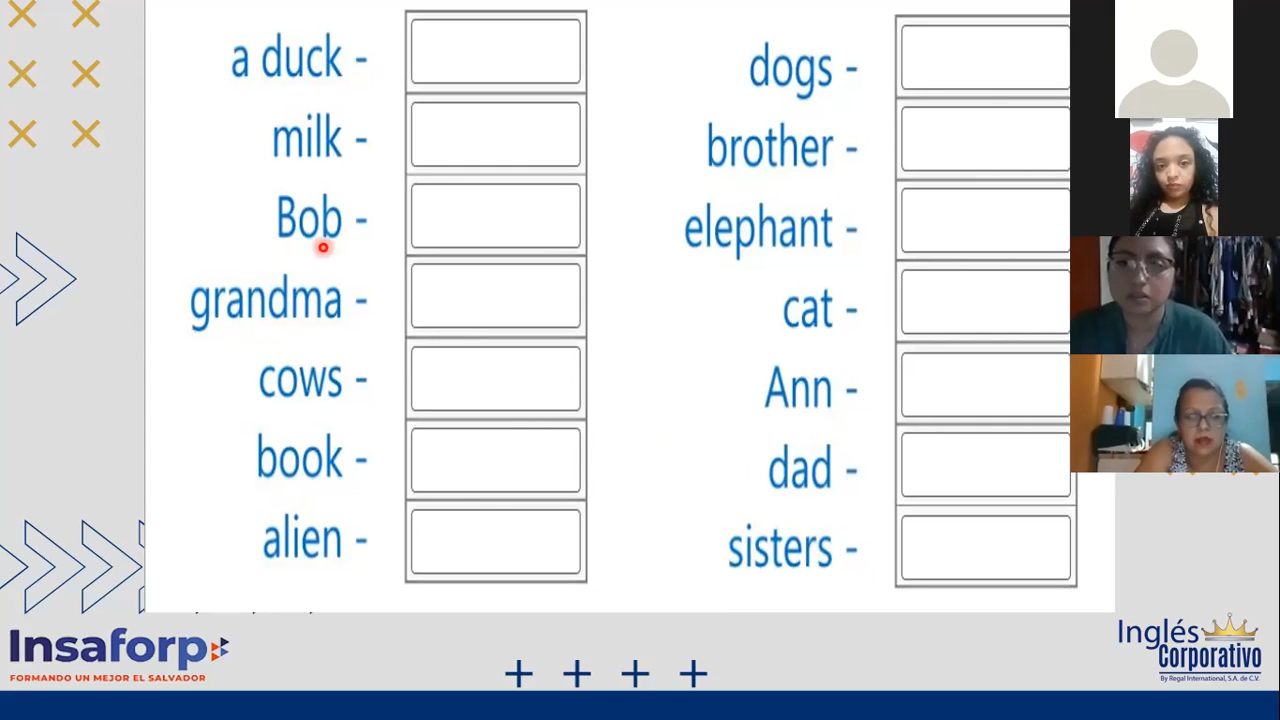 a duck -
milk -
Bob -
grandma -
cows -
book -
alien -
dogs -
brother -
elephant -
cat -
Ann -
dad -
sisters -
Insaforp
FORMANDO UN MEJOR EL SALVADOR
Inglés
Corporativo
By Regal International, S.A. de C.V.